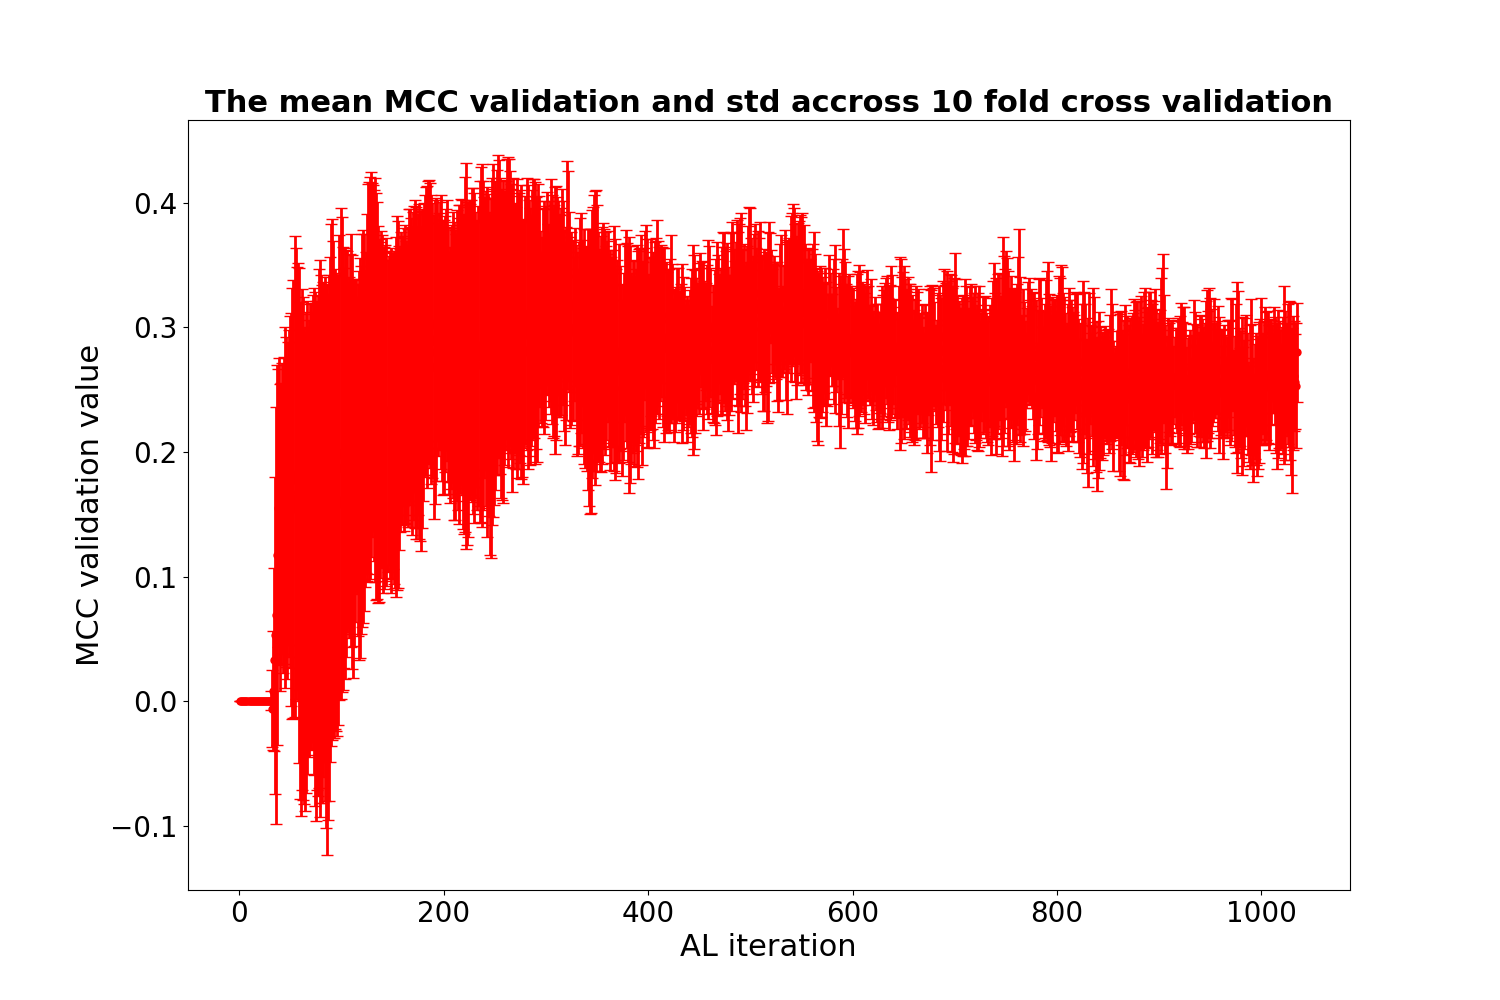 The mean MCC validation and std accross 10 fold cross validation
MCC validation value
0.4
0.3
0.2
0.1
0.0
−0.1
0 200 400 600 800 1000
AL iteration